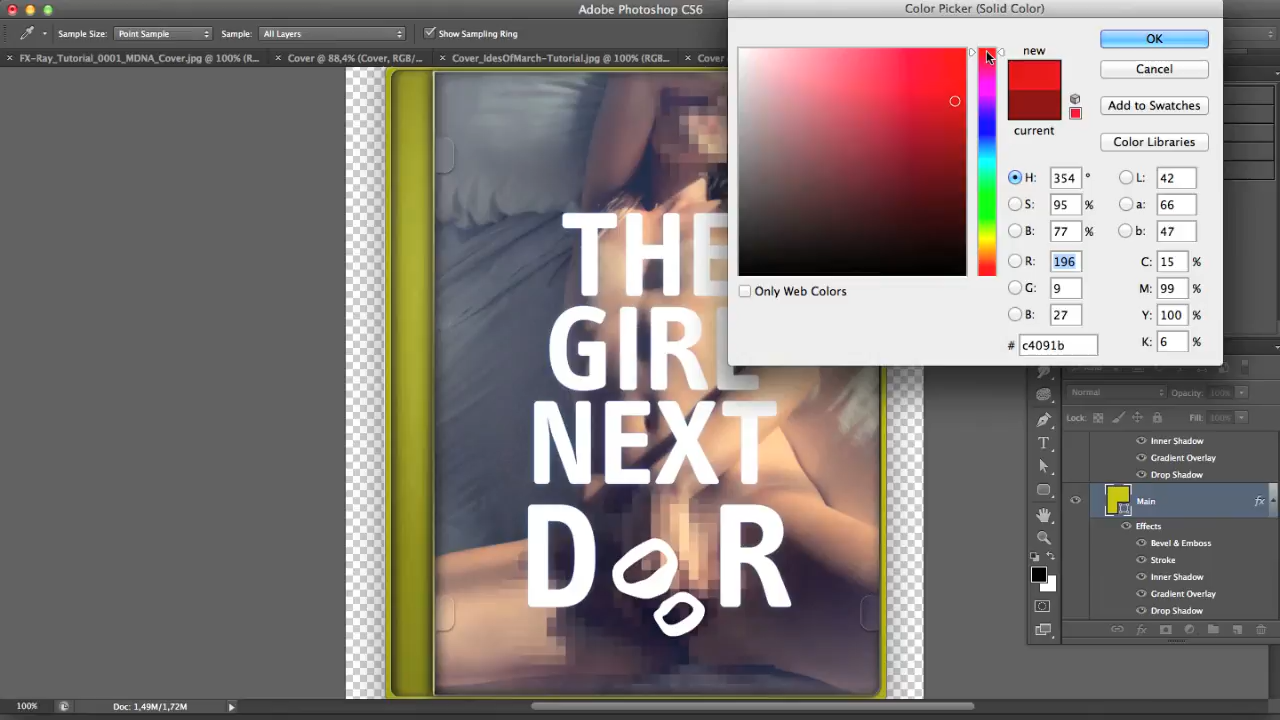 Adobe Photoshop CS6
Color Picker (Solid Color)
Sample Size: Point Sample
Sample: All Layers
Show Sampling Ring
FX-Ray_Tutorial_0001_MDNA_Cover.jpg @ 100% (R...
Cover @ 88,4% (Cover, RGB/...
Cover_IdesOfMarch-Tutorial.jpg @ 100% (RGB...
Cover
new
current
OK
Cancel
Add to Swatches
Color Libraries
H: 354 °
L: 42
S: 95 %
a: 66
B: 77 %
b: 47
R: 196
C: 15 %
G: 9
M: 99 %
B: 27
Y: 100 %
# c4091b
K: 6 %
Only Web Colors
THE
GIRL
NEXT
DOOR
Normal
Opacity: 100%
Lock:
Fill: 100%
Inner Shadow
Gradient Overlay
Drop Shadow
Main
fx
Effects
Bevel & Emboss
Stroke
Inner Shadow
Gradient Overlay
Drop Shadow
100%
Doc: 1,49M/1,72M